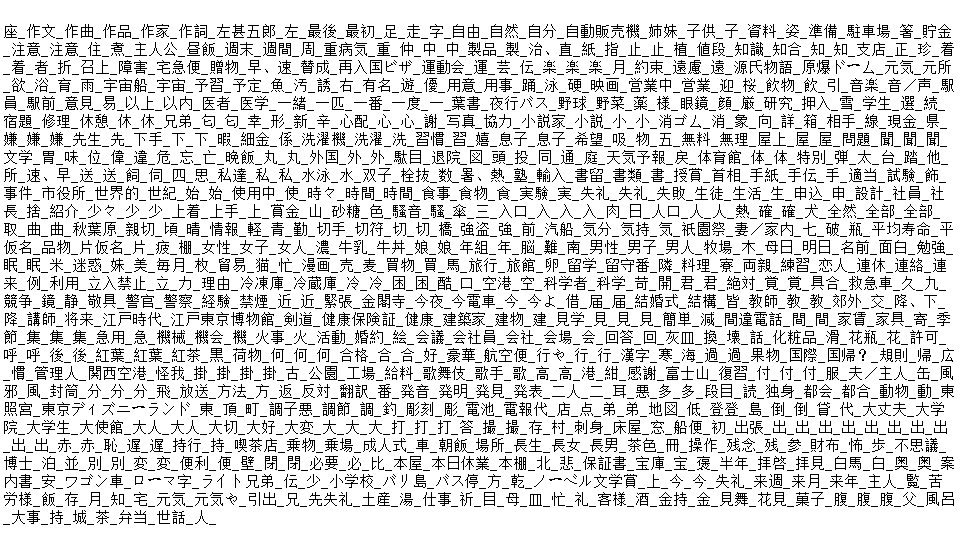 座_作文_作曲_作品_作家_作詞_左甚五郎_左_最後_最初_足_走_字_自由_自然_自分_自動販売機_姉妹_子供_子_資料_姿_準備_駐車場_箸_貯金
_注意_注意_住_煮_主人公_昼飯_週末_週間_周_重病気_重_仲_中_中_製品_製_治、直_紙_指_止_止_植_値段_知識_知合_知_知_支店_正_珍_着
_着_者_折_召上_障害_宅急便_贈物_早、速_替成_再入国ビザ_運動会_運_芸_伝_楽_楽_楽_月_約束_遠慮_遠_源氏物語_原爆ドーム_元気_元所
_欲_浴_育_雨_宇宙船_宇宙_予習_予定_魚_汚_誘_右_有名_遊_優_用意_用事_踊_泳_硬_映画_営業中_営業_迎_桜_飲物_飲_引_音楽_音／声_駅
員_駅前_意見_易_以上_以内_医者_医学_一緒_一匹_一番_一度_一_葉書_夜行バス_野球_野菜_薬_様_眼鏡_顔_厳_研究_押入_雪_学生_選_続_
宿題_修理_休憩_休_休_兄弟_匂_匂_幸_形_新_辛_心配_心_心_謝_写真_協力_小説家_小説_小_小_消ゴム_消_象_向_詳_箱_相手_線_現金_県_
嫌_嫌_嫌_先生_先_下手_下_下_暇_細金_係_洗濯機_洗濯_洗_習慣_習_嬉_息子_息子_希望_吸_物_五_無料_無理_屋上_屋_屋_問題_聞_聞_聞_
文学_胃_味_位_偉_違_危_忘_亡_晩飯_丸_丸_外国_外_外_駄目_退院_図_頭_投_同_通_庭_天気予報_戻_体育館_体_体_特別_弾_太_台_踏_他_
所_速、早_送_送_飼_伺_四_思_私達_私_私_水泳_水_双子_栓抜_数_暑、熱_塾_輸入_書留_書類_書_授賞_首相_手紙_手伝_手_適当_試験_飾_
事件_市役所_世界的_世紀_始_始_使用中_使_時々_時間_時間_食事_食物_食_実験_実_失礼_失礼_失敗_生徒_生活_生_申込_申_設計_社員_社
長_捨_紹介_少々_少_少_上着_上手_上_賞金_山_砂糖_色_騒音_騒_傘_三_入口_入_入_入_肉_日_人口_人_人_熱_確_確_犬_全然_全部_全部_
取_曲_曲_秋葉原_親切_頃_晴_情報_軽_青_勤_切手_切符_切_切_橋_強盗_強_前_汽船_気分_気持_気_祇園祭_妻／家内_七_破_瓶_平均寿命_平
仮名_品物_片仮名_片_疲_棚_女性_女子_女人_濃_牛乳_牛丼_娘_娘_年組_年_脳_難_南_男性_男子_男人_牧場_木_母日_明日_明_名前_面白_勉強_
眠_眠_米_迷惑_妹_美_毎月_枚_貿易_猫_忙_漫画_売_麦_買物_買_馬_旅行_旅館_卵_留学_留守番_隣_料理_寮_両親_練習_恋人_連休_連絡_連
来_例_利用_立入禁止_立_力_理由_冷凍庫_冷蔵庫_冷_冷_困_困_酷_口_空港_空_科学者_科学_苛_開_君_君_絶対_覚_覚_具合_救急車_久_九_
競争_鏡_静_敬具_警官_警察_経験_禁煙_近_近_緊張_金閣寺_今夜_今電車_今_今よ_借_届_届_結婚式_結構_皆_教師_教_教_郊外_交_降、下_
降_講師_将来_江戸時代_江戸東京博物館_剣道_健康保険証_健康_建築家_建物_建_見学_見_見_見_簡単_減_間違電話_間_間_家賃_家具_寄_季
節_集_集_集_急用_急_機械_機会_機_火事_火_活動_婚約_絵_会議_会社員_会社_会場_会_回答_回_灰皿_換_壊_話_化粧品_滑_花瓶_花_許可_
呼_呼_後_後_紅葉_紅葉_紅茶_黒_荷物_何_何_何_合格_合_合_好_豪華_航空便_行や_行_行_漢字_寒_海_過_過_果物_国際_国帰？_規則_帰_広
_慣_管理人_関西空港_怪我_掛_掛_掛_掛_古_公園_工場_給料_歌舞伎_歌手_歌_高_高_港_紺_感謝_富士山_復習_付_付_付_服_夫／主人_缶_風
邪_風_封筒_分_分_分_飛_放送_方法_方_返_反対_翻訳_番_発音_発明_発見_発表_二人_二_耳_悪_多_多_段目_読_独身_都会_都合_動物_動_東
照宮_東京ディズニーランド_東_頂_町_調子悪_調節_調_釣_彫刻_彫_電池_電報代_店_点_弟_弟_地図_低_登登_島_倒_倒_貸_代_大丈夫_大学
院_大学生_大使館_大人_大人_大切_大好_大変_大_大_大_打_打_打_答_撮_撮_存_村_刺身_床屋_窓_船便_初_出張_出_出_出_出_出_出_出_出
_出_出_赤_赤_恥_遅_遅_持行_持_喫茶店_乗物_乗場_成人式_車_朝飯_場所_長生_長女_長男_茶色_冊_操作_残念_残_参_財布_怖_歩_不思議_
博士_泊_並_別_別_変_変_便利_便_壁_閉_閉_必要_必_比_本屋_本日休業_本棚_北_悲_保証書_宝庫_宝_褒_半年_拝啓_拝見_白馬_白_奥_奥_案
内書_安_ワゴン車_ローマ字_ライト兄弟_伝_少_小学校_バリ島_バス停_方_乾_ノーベル文学賞_上_今_今_失礼_来週_来月_来年_主人_覧_苦
労様_飯_存_月_知_宅_元気_元気や_引出_兄_先失礼_土産_湯_仕事_祈_目_母_皿_忙_礼_客様_酒_金持_金_見舞_花見_菓子_腹_腹_腹_父_風呂
_大事_持_城_茶_弁当_世話_人_